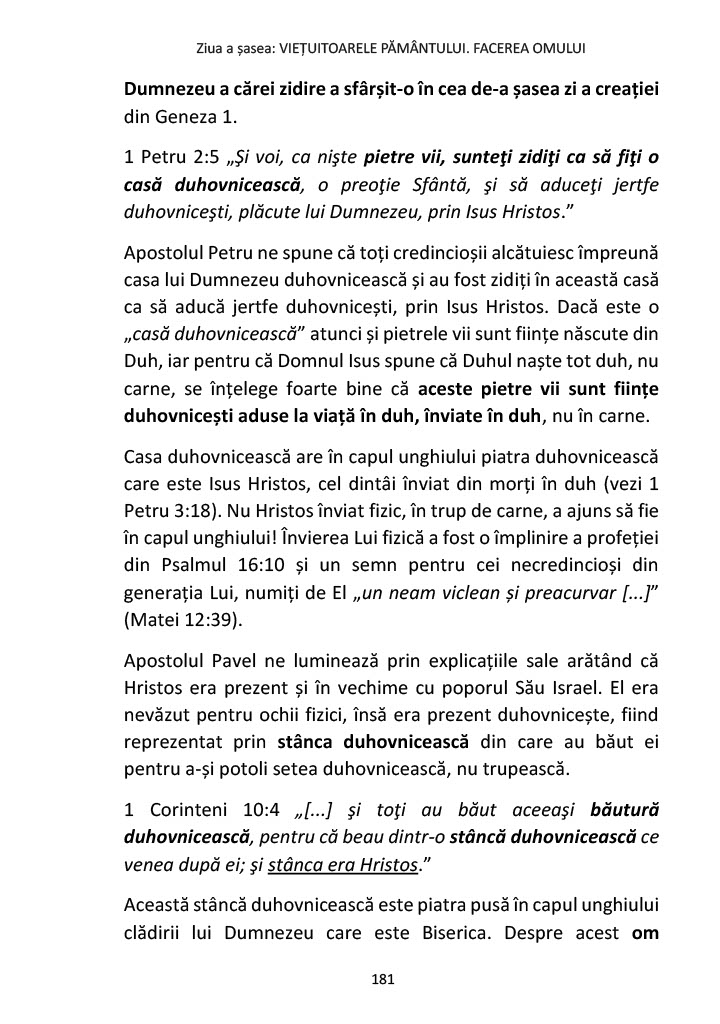 Ziua a șasea: VIEȚUITOARELE PĂMÂNTULUI. FACEREA OMULUI
Dumnezeu a cărei zidire a sfârșit-o în cea de-a șasea zi a creației
din Geneza 1.
1 Petru 2:5 „Şi voi, ca nişte pietre vii, sunteţi zidiţi ca să fiţi o
casă duhovnicească, o preoţie Sfântă, şi să aduceţi jertfe
duhovniceşti, plăcute lui Dumnezeu, prin Isus Hristos.”
Apostolul Petru ne spune că toți credincioșii alcătuiesc împreună
casa lui Dumnezeu duhovnicească și au fost zidiți în această casă
ca să aducă jertfe duhovnicești, prin Isus Hristos. Dacă este o
„casă duhovnicească” atunci și pietrele vii sunt ființe născute din
Duh, iar pentru că Domnul Isus spune că Duhul naște tot duh, nu
carne, se înțelege foarte bine că aceste pietre vii sunt ființe
duhovnicești aduse la viață în duh, înviate în duh, nu în carne.
Casa duhovnicească are în capul unghiului piatra duhovnicească
care este Isus Hristos, cel dintâi înviat din morți în duh (vezi 1
Petru 3:18). Nu Hristos înviat fizic, în trup de carne, a ajuns să fie
în capul unghiului! Învierea Lui fizică a fost o împlinire a profeției
din Psalmul 16:10 și un semn pentru cei necredincioși din
generația Lui, numiți de El „un neam viclean și preacurvar [...]”
(Matei 12:39).
Apostolul Pavel ne luminează prin explicațiile sale arătând că
Hristos era prezent și în vechime cu poporul Său Israel. El era
nevăzut pentru ochii fizici, însă era prezent duhovnicește, fiind
reprezentat prin stânca duhovnicească din care au băut ei
pentru a-și potoli setea duhovnicească, nu trupească.
1 Corinteni 10:4 „[...] şi toţi au băut aceeaşi băutură
duhovnicească, pentru că beau dintr-o stâncă duhovnicească ce
venea după ei; şi stânca era Hristos.”
Această stâncă duhovnicească este piatra pusă în capul unghiului
clădirii lui Dumnezeu care este Biserica. Despre acest om
181